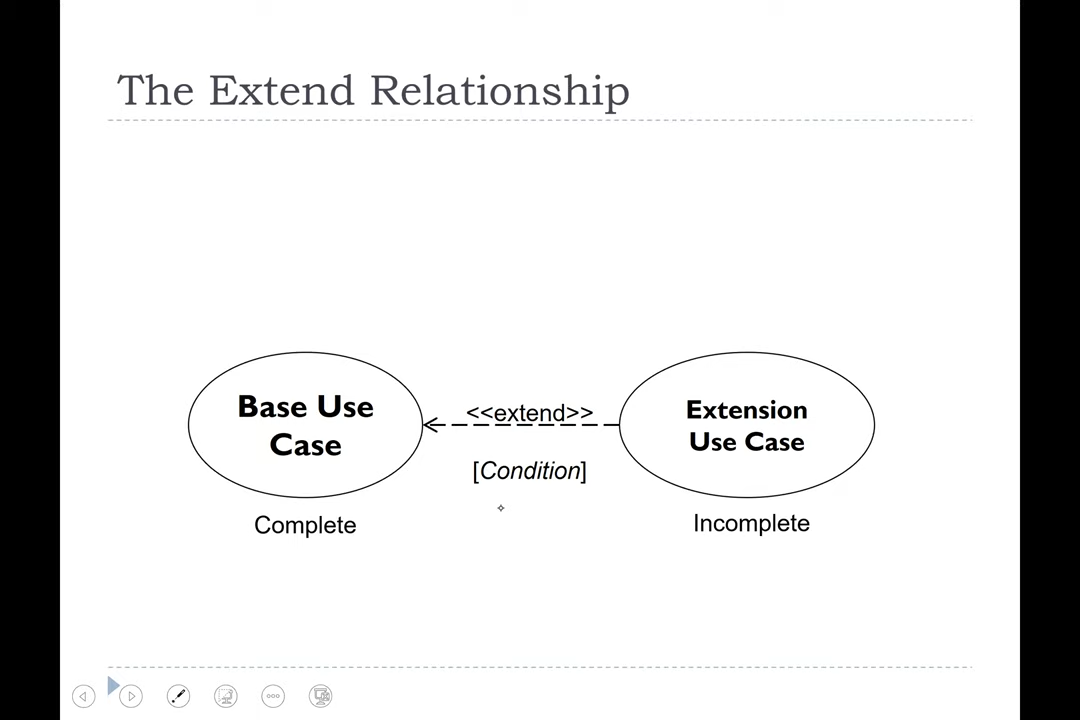 The Extend Relationship
Base Use
Case
<<extend>>
[Condition]
Extension
Use Case
Complete
Incomplete